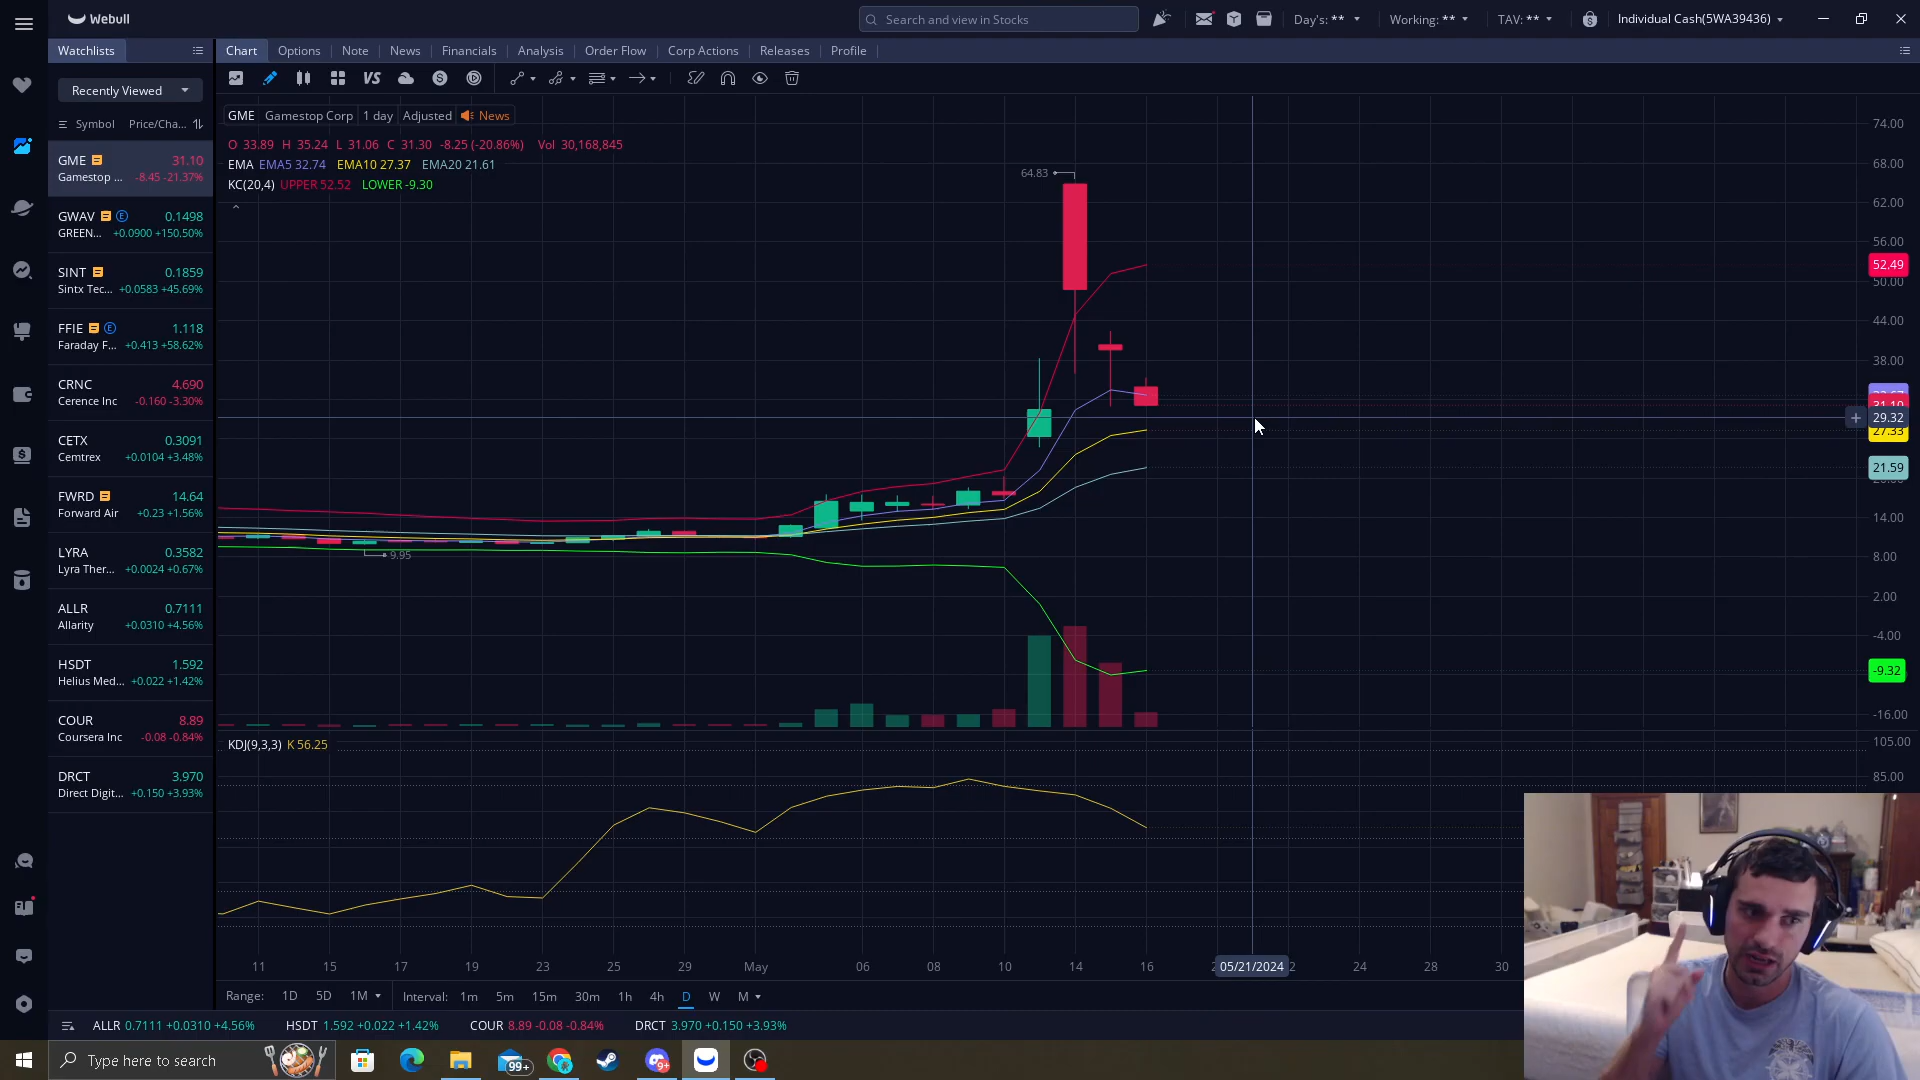 Webull
Search and view in Stocks
Day's: **
Working: **
TAV: **
Individual Cash(5WA39436)
Watchlists
Chart Options Note News Financials Analysis Order Flow Corp Actions Releases Profile
Recently Viewed
VS
S
Symbol Price/Cha...
GME Gamestop Corp 1 day Adjusted News
O 33.89 H 35.24 L 31.06 C 31.30 -8.25 (-20.86%) Vol 30,168,845
EMA EMA5 32.74 EMA10 27.37 EMA20 21.61
KC(20,4) UPPER 52.52 LOWER -9.30
GME 31.10
Gamestop ... -8.45 -21.37%
GWAV E 0.1498
GREEN... +0.0900 +150.50%
SINT 0.1859
Sintx Tec... +0.0583 +45.69%
FFIE E 1.118
Faraday F... +0.413 +58.62%
CRNC 4.690
Cerence Inc -0.160 -3.30%
CETX 0.3091
Cemtrex +0.0104 +3.48%
FWRD 14.64
Forward Air +0.23 +1.56%
LYRA 0.3582
Lyra Ther... +0.0024 +0.67%
ALLR 0.7111
Allarity +0.0310 +4.56%
HSDT 1.592
Helius Med... +0.022 +1.42%
COUR 8.89
Coursera Inc -0.08 -0.84%
DRCT 3.970
Direct Digit... +0.150 +3.93%
64.83
9.95
74.00
68.00
62.00
56.00
52.49
50.00
44.00
38.00
31.10
29.32
27.33
21.59
14.00
8.00
2.00
-4.00
-9.32
-16.00
105.00
85.00
KDJ(9,3,3) K 56.25
11 15 17 19 23 25 29 May 06 08 10 14 16 05/21/2024 24 28 30
Range: 1D 5D 1M Interval: 1m 5m 15m 30m 1h 4h D W M
ALLR 0.7111 +0.0310 +4.56% HSDT 1.592 +0.022 +1.42% COUR 8.89 -0.08 -0.84% DRCT 3.970 +0.150 +3.93%
Type here to search
99+
9+